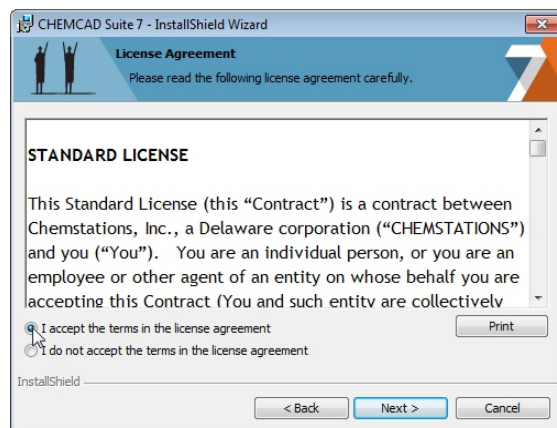 CHEMCAD Suite 7 - InstallShield Wizard
License Agreement
Please read the following license agreement carefully.
7
STANDARD LICENSE
This Standard License (this “Contract”) is a contract between
Chemstations, Inc., a Delaware corporation (“CHEMSTATIONS”)
and you (“You”). You are an individual person, or you are an
employee or other agent of an entity on whose behalf you are
accepting this Contract (You and such entity are collectively
I accept the terms in the license agreement
Print
I do not accept the terms in the license agreement
InstallShield
< Back
Next >
Cancel